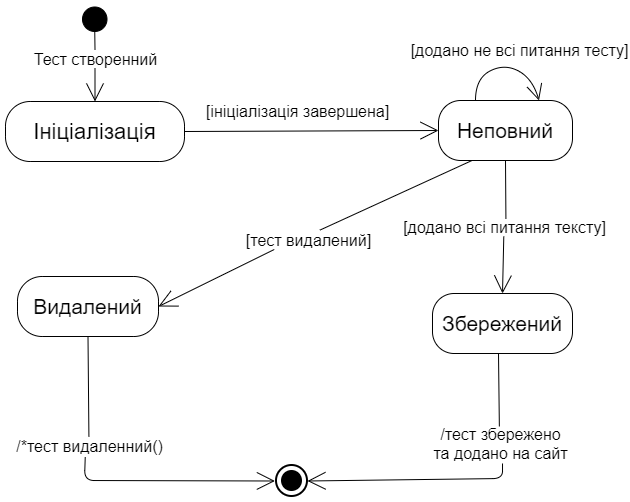 [додано не всі питання тесту]
Тест створенний
[ініціалізація завершена]
Ініціалізація
Неповний
[додано всі питання тексту]
[тест видалений]
Видалений
Збережений
/*тест видаленний()
/тест збережено
та додано на сайт